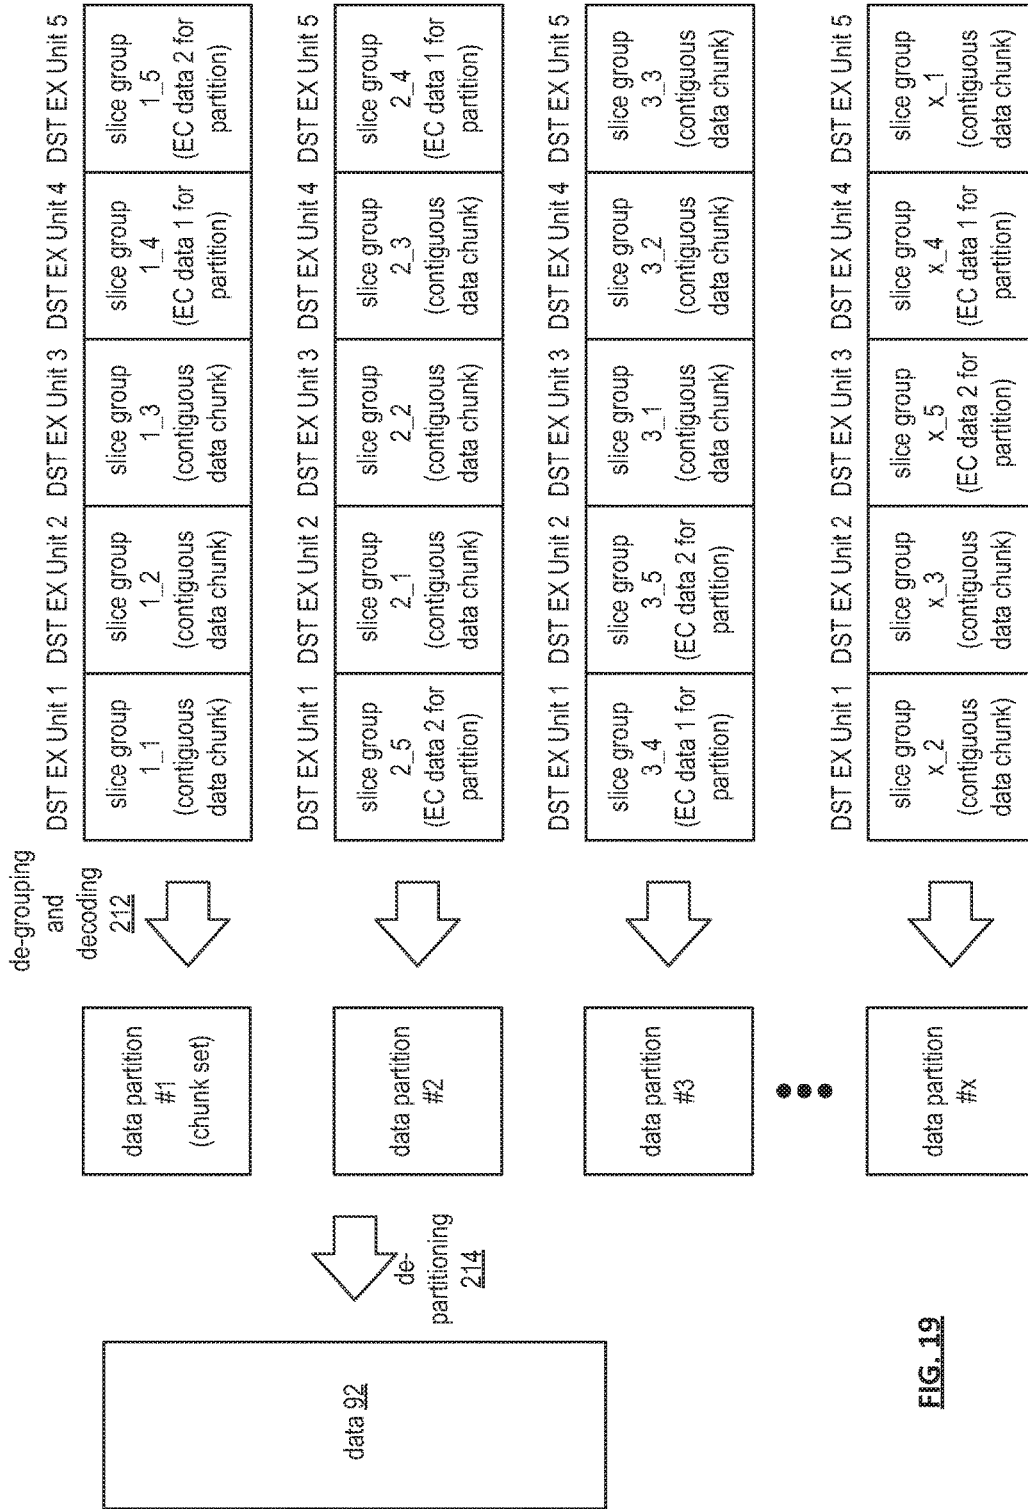 de-grouping
and
decoding
212
DST EX Unit 1
DST EX Unit 2
DST EX Unit 3
DST EX Unit 4
DST EX Unit 5
data partition
#1
(chunk set)
slice group
1_1
(contiguous
data chunk)
slice group
1_2
(contiguous
data chunk)
slice group
1_3
(contiguous
data chunk)
slice group
1_4
(EC data 1 for
partition)
slice group
1_5
(EC data 2 for
partition)
DST EX Unit 1
DST EX Unit 2
DST EX Unit 3
DST EX Unit 4
DST EX Unit 5
data 92
de-
partitioning
214
data partition
#2
slice group
2_5
(EC data 2 for
partition)
slice group
2_1
(contiguous
data chunk)
slice group
2_2
(contiguous
data chunk)
slice group
2_3
(contiguous
data chunk)
slice group
2_4
(EC data 1 for
partition)
DST EX Unit 1
DST EX Unit 2
DST EX Unit 3
DST EX Unit 4
DST EX Unit 5
data partition
#3
slice group
3_4
(EC data 1 for
partition)
slice group
3_5
(EC data 2 for
partition)
slice group
3_1
(contiguous
data chunk)
slice group
3_2
(contiguous
data chunk)
slice group
3_3
(contiguous
data chunk)
DST EX Unit 1
DST EX Unit 2
DST EX Unit 3
DST EX Unit 4
DST EX Unit 5
data partition
#x
slice group
x_2
(contiguous
data chunk)
slice group
x_3
(contiguous
data chunk)
slice group
x_5
(EC data 2 for
partition)
slice group
x_4
(EC data 1 for
partition)
slice group
x_1
(contiguous
data chunk)
FIG. 19